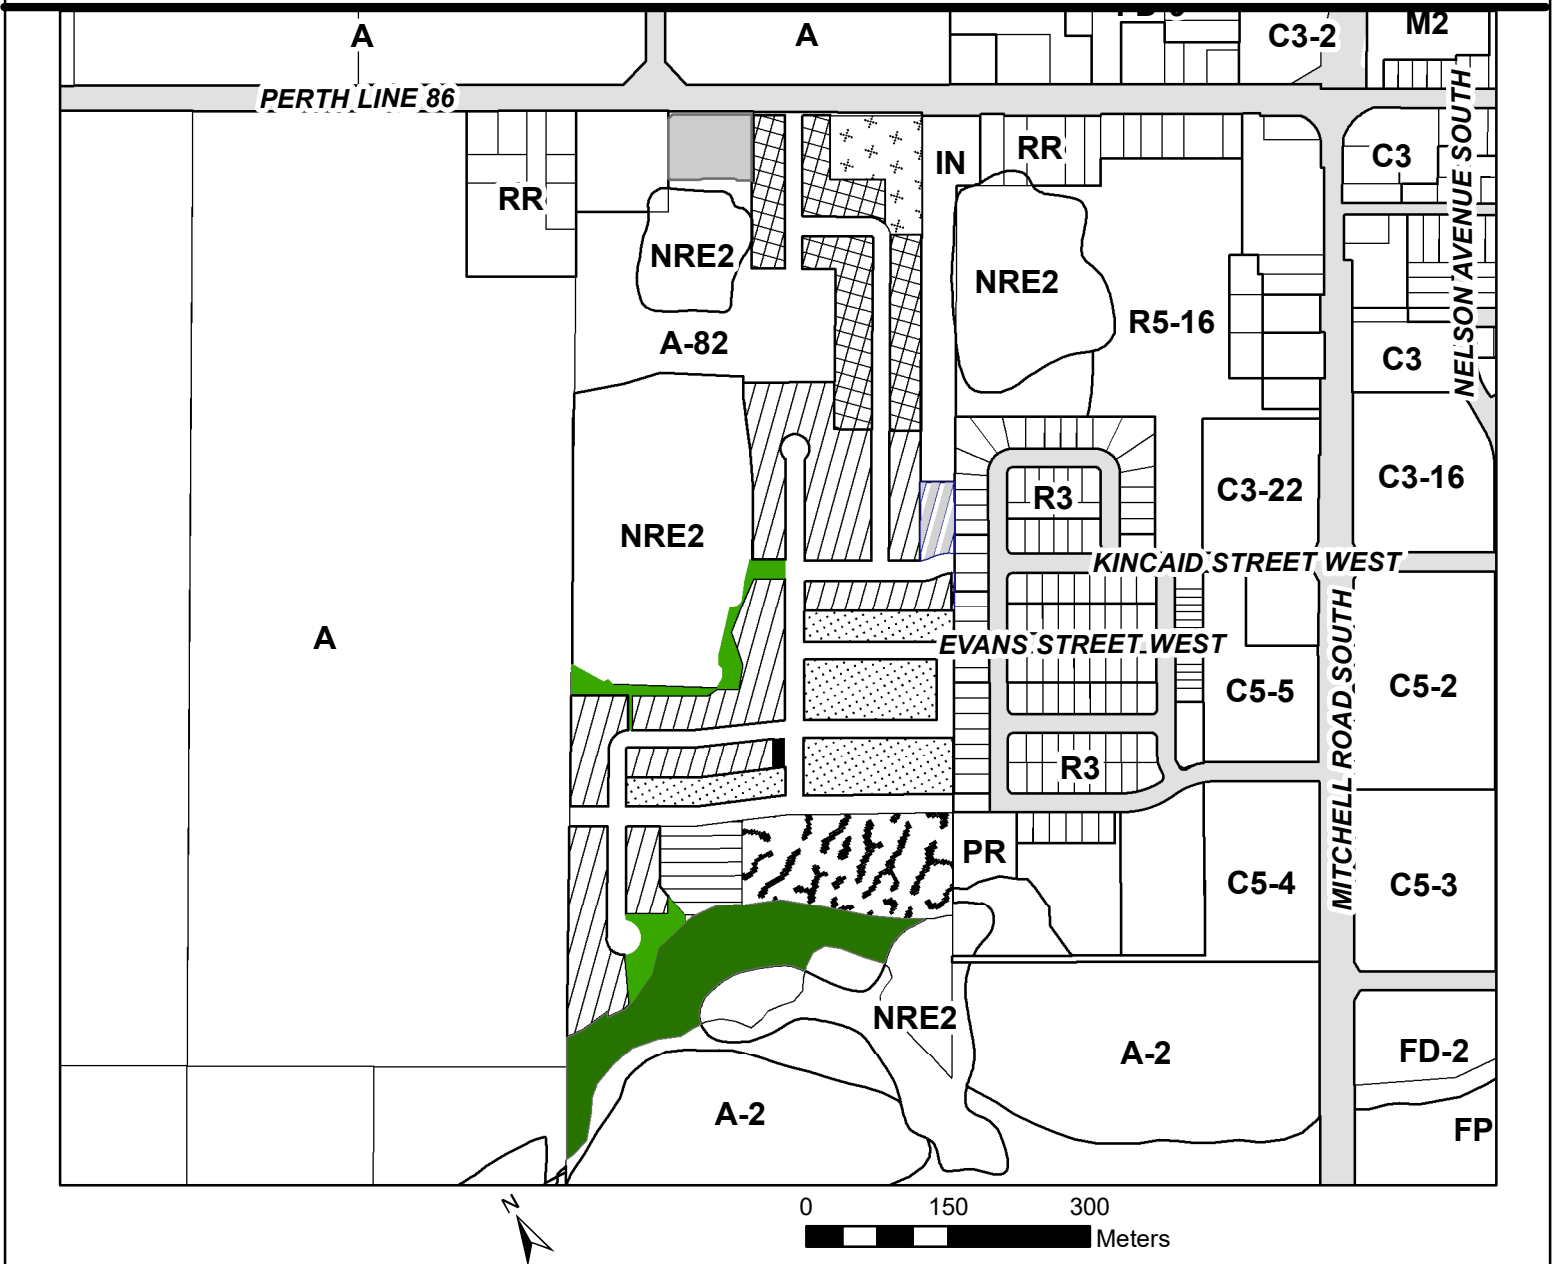 A
A
C3-2
M2
PERTH LINE 86
NELSON AVENUE SOUTH
IN
RR
C3
RR
NRE2
NRE2
R5-16
A-82
C3
C3-22
C3-16
R3
NRE2
KINCAID STREET WEST
A
EVANS STREET WEST
MITCHELL ROAD SOUTH
C5-5
C5-2
R3
PR
C5-4
C5-3
NRE2
A-2
FD-2
A-2
FP
N
0 150 300
Meters